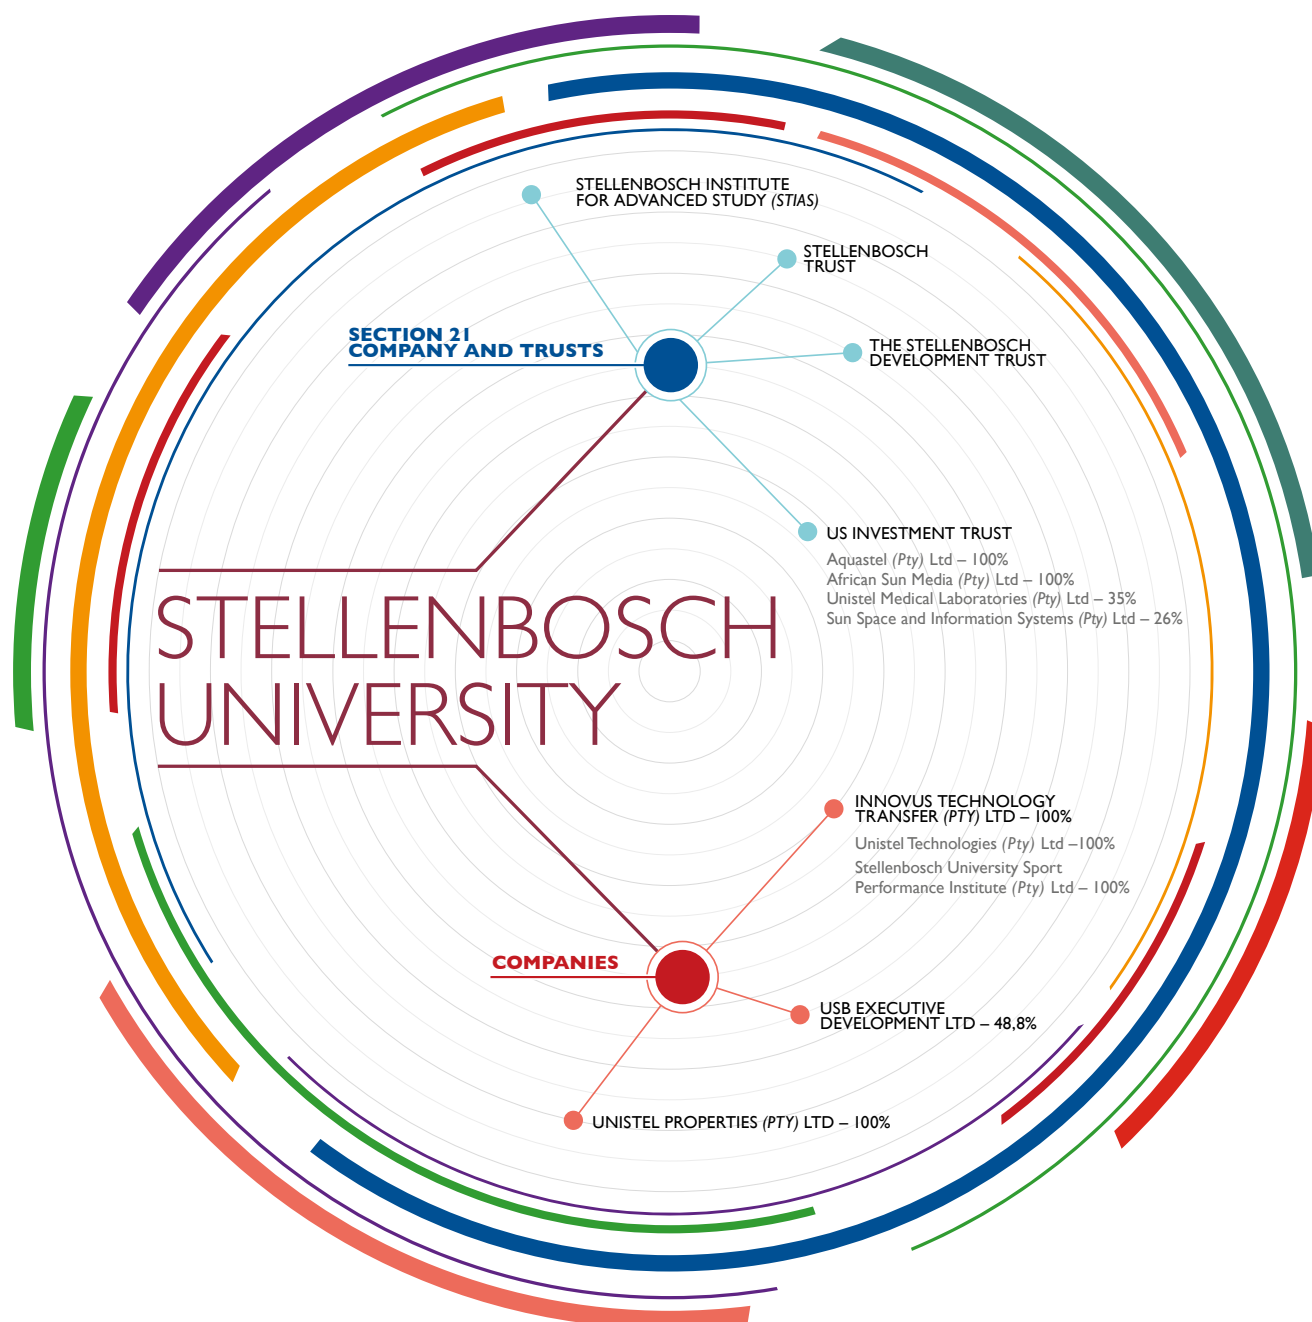 STELLENBOSCH INSTITUTE
FOR ADVANCED STUDY (STIAS)
STELLENBOSCH
TRUST
SECTION 21
COMPANY AND TRUSTS
THE STELLENBOSCH
DEVELOPMENT TRUST
US INVESTMENT TRUST
Aquastel (Pty) Ltd – 100%
African Sun Media (Pty) Ltd – 100%
Unistel Medical Laboratories (Pty) Ltd – 35%
Sun Space and Information Systems (Pty) Ltd – 26%
STELLENBOSCH
UNIVERSITY
INNOVUS TECHNOLOGY
TRANSFER (PTY) LTD – 100%
Unistel Technologies (Pty) Ltd –100%
Stellenbosch University Sport
Performance Institute (Pty) Ltd – 100%
COMPANIES
USB EXECUTIVE
DEVELOPMENT LTD – 48,8%
UNISTEL PROPERTIES (PTY) LTD – 100%